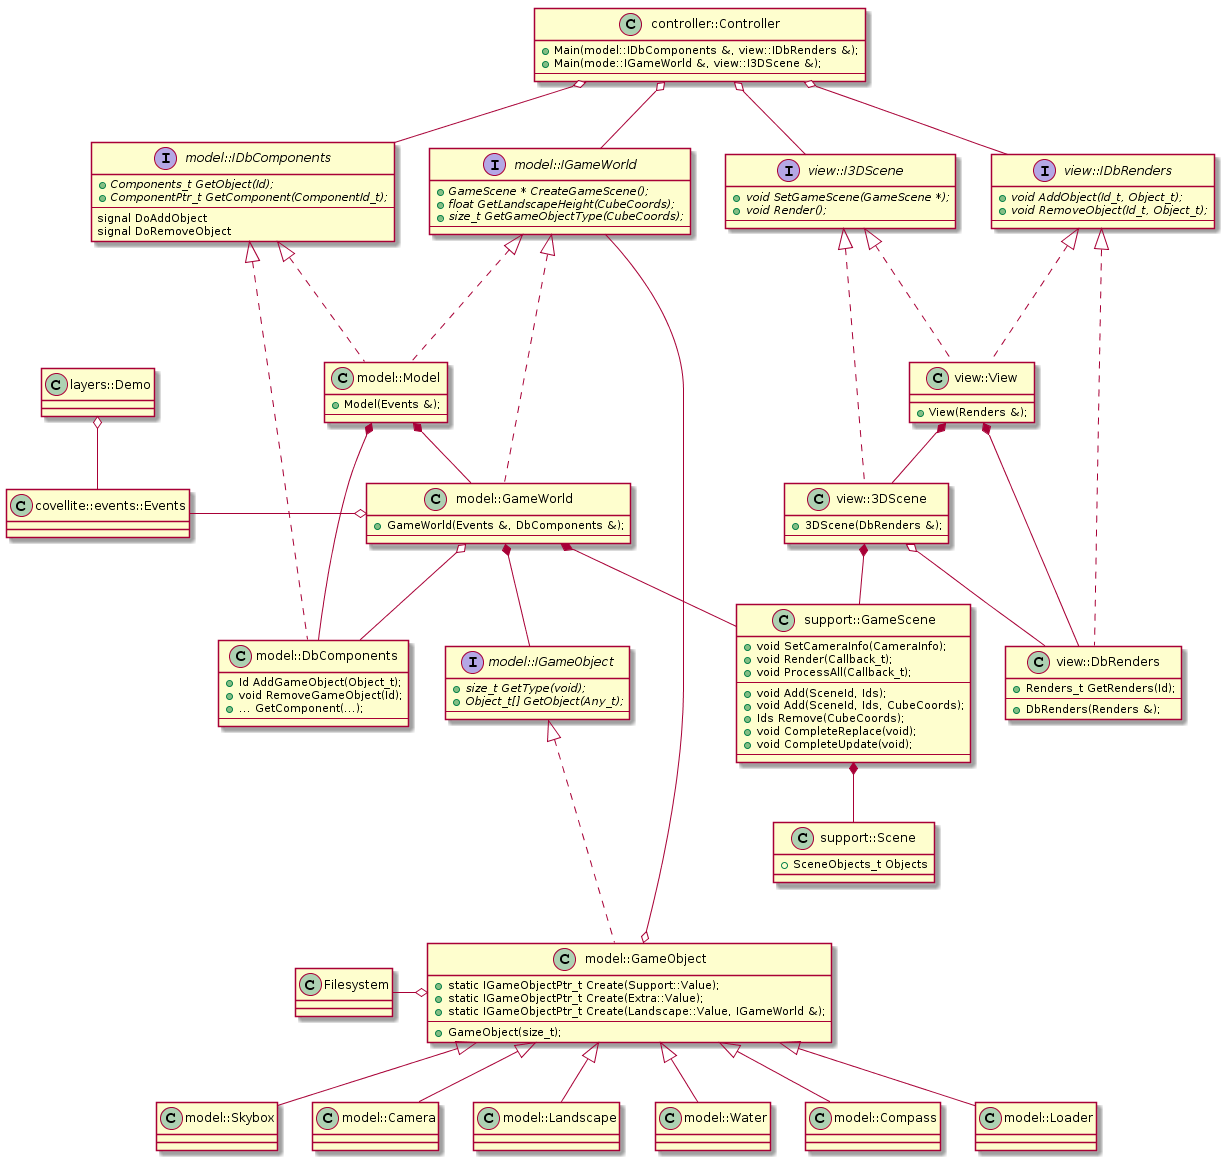 C controller::Controller
Main(model::IDbComponents &, view::IDbRenders &);
Main(mode::IGameWorld &, view::I3DScene &);
I model::IDbComponents
Components_t GetObject(Id);
ComponentPtr_t GetComponent(ComponentId_t);
signal DoAddObject
signal DoRemoveObject
I model::IGameWorld
GameScene * CreateGameScene();
float GetLandscapeHeight(CubeCoords);
size_t GetGameObjectType(CubeCoords);
I view::I3DScene
void SetGameScene(GameScene *);
void Render();
I view::IDbRenders
void AddObject(Id_t, Object_t);
void RemoveObject(Id_t, Object_t);
C layers::Demo
C model::Model
Model(Events &);
C view::View
View(Renders &);
C covellite::events::Events
C model::GameWorld
GameWorld(Events &, DbComponents &);
C view::3DScene
3DScene(DbRenders &);
C model::DbComponents
Id AddGameObject(Object_t);
void RemoveGameObject(Id);
... GetComponent(...);
I model::IGameObject
size_t GetType(void);
Object_t[] GetObject(Any_t);
C support::GameScene
void SetCameraInfo(CameraInfo);
void Render(Callback_t);
void ProcessAll(Callback_t);
void Add(SceneId, Ids);
void Add(SceneId, Ids, CubeCoords);
Ids Remove(CubeCoords);
void CompleteReplace(void);
void CompleteUpdate(void);
C view::DbRenders
Renders_t GetRenders(Id);
DbRenders(Renders &);
C support::Scene
SceneObjects_t Objects
C Filesystem
C model::GameObject
static IGameObjectPtr_t Create(Support::Value);
static IGameObjectPtr_t Create(Extra::Value);
static IGameObjectPtr_t Create(Landscape::Value, IGameWorld &);
GameObject(size_t);
C model::Skybox
C model::Camera
C model::Landscape
C model::Water
C model::Compass
C model::Loader